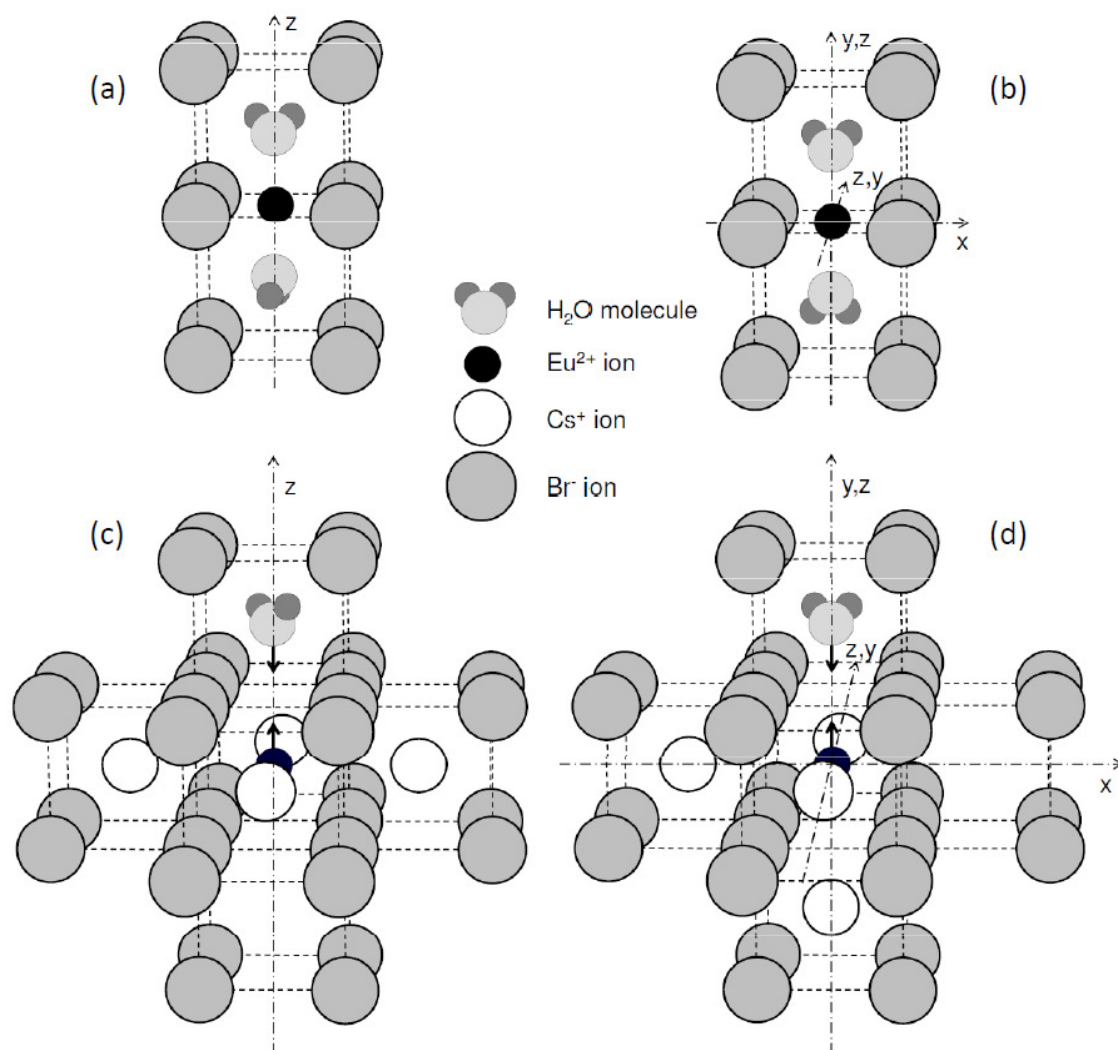 z
y,z
(a)
(b)
z,y
x
H₂O molecule
Eu²⁺ ion
Cs⁺ ion
Br⁻ ion
z
y,z
(c)
(d)
z,y
x